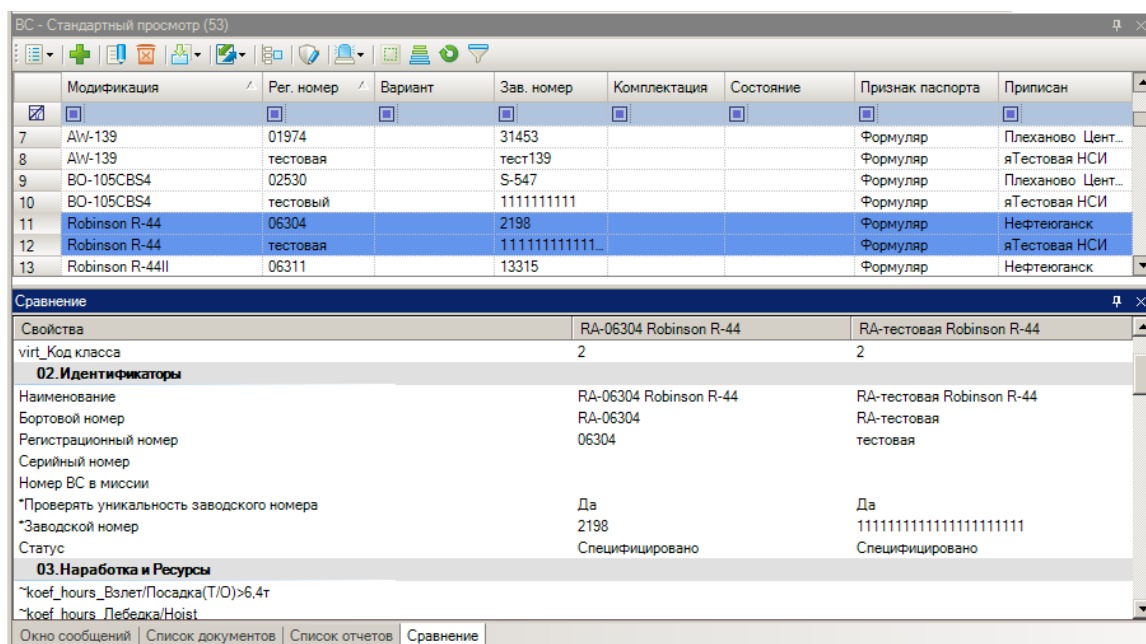 ВС - Стандартный просмотр (53)
Модификация Рег. номер Вариант Зав. номер Комплектация Состояние Признак паспорта Приписан
7 AW-139 01974 31453 Формуляр Плеханово Цент...
8 AW-139 тестовая тест139 Формуляр яТестовая НСИ
9 BO-105CBS4 02530 S-547 Формуляр Плеханово Цент...
10 BO-105CBS4 тестовый 1111111111 Формуляр яТестовая НСИ
11 Robinson R-44 06304 2198 Формуляр Нефтеюганск
12 Robinson R-44 тестовая 111111111111... Формуляр яТестовая НСИ
13 Robinson R-44II 06311 13315 Формуляр Нефтеюганск
Сравнение
Свойства RA-06304 Robinson R-44 RA-тестовая Robinson R-44
virt_Код класса 2 2
02.Идентификаторы
Наименование RA-06304 Robinson R-44 RA-тестовая Robinson R-44
Бортовой номер RA-06304 RA-тестовая
Регистрационный номер 06304 тестовая
Серийный номер
Номер ВС в миссии
*Проверять уникальность заводского номера Да Да
*Заводской номер 2198 1111111111111111111111
Статус Специфицировано Специфицировано
03.Наработка и Ресурсы
~koef_hours_Взлет/Посадка(Т/О)>6,4т
~koef_hours_Лебедка/Hoist
Окно сообщений Список документов Список отчетов Сравнение